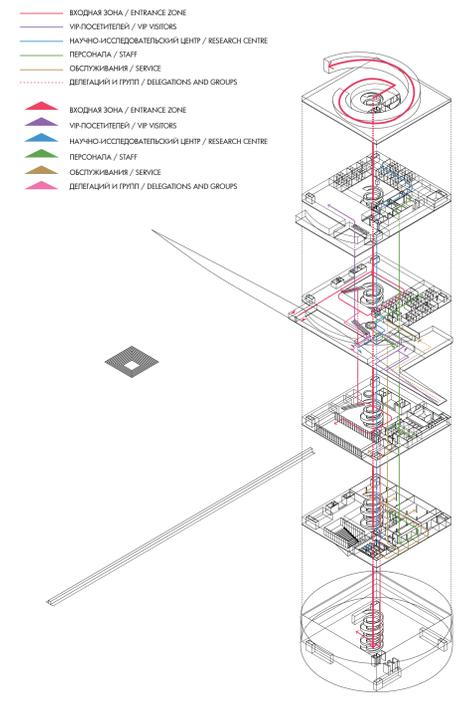 ВХОДНАЯ ЗОНА / ENTRANCE ZONE
VIP-ПОСЕТИТЕЛЕЙ / VIP VISITORS
НАУЧНО-ИССЛЕДОВАТЕЛЬСКИЙ ЦЕНТР / RESEARCH CENTRE
ПЕРСОНАЛА / STAFF
ОБСЛУЖИВАНИЯ / SERVICE
ДЕЛЕГАЦИЙ И ГРУПП / DELEGATIONS AND GROUPS
ВХОДНАЯ ЗОНА / ENTRANCE ZONE
VIP-ПОСЕТИТЕЛЕЙ / VIP VISITORS
НАУЧНО-ИССЛЕДОВАТЕЛЬСКИЙ ЦЕНТР / RESEARCH CENTRE
ПЕРСОНАЛА / STAFF
ОБСЛУЖИВАНИЯ / SERVICE
ДЕЛЕГАЦИЙ И ГРУПП / DELEGATIONS AND GROUPS